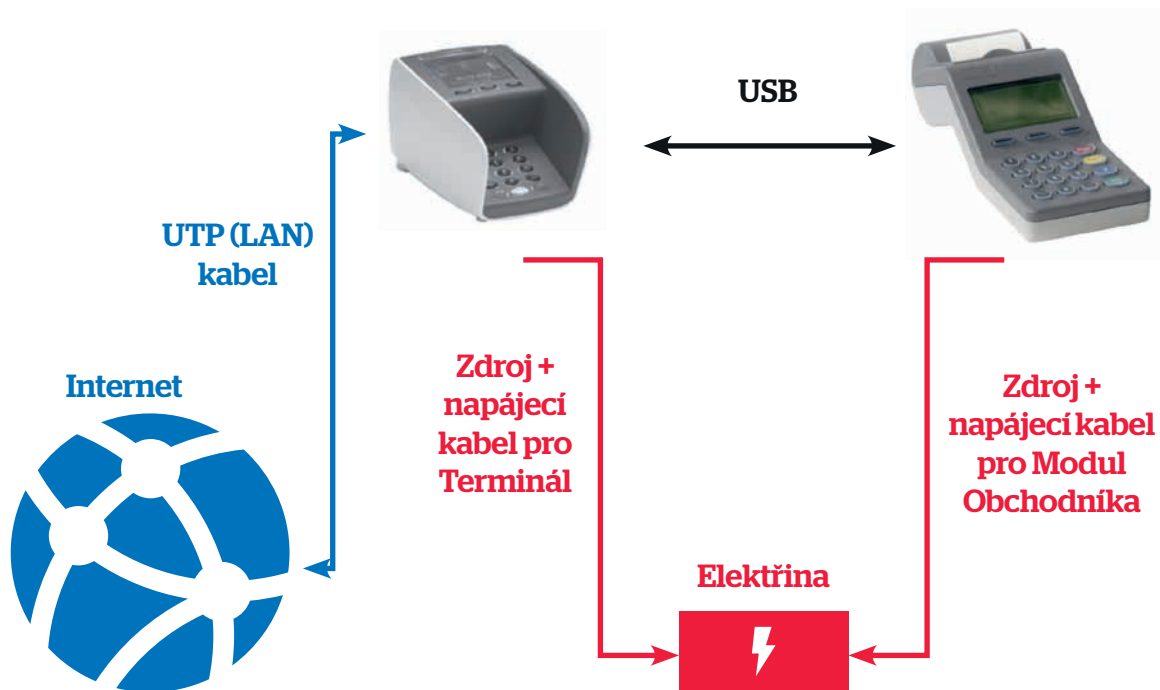 USB
UTP (LAN)
kabel
Internet
Zdroj +
napájecí
kabel pro
Terminál
Zdroj +
napájecí kabel
pro Modul
Obchodníka
Elektřina